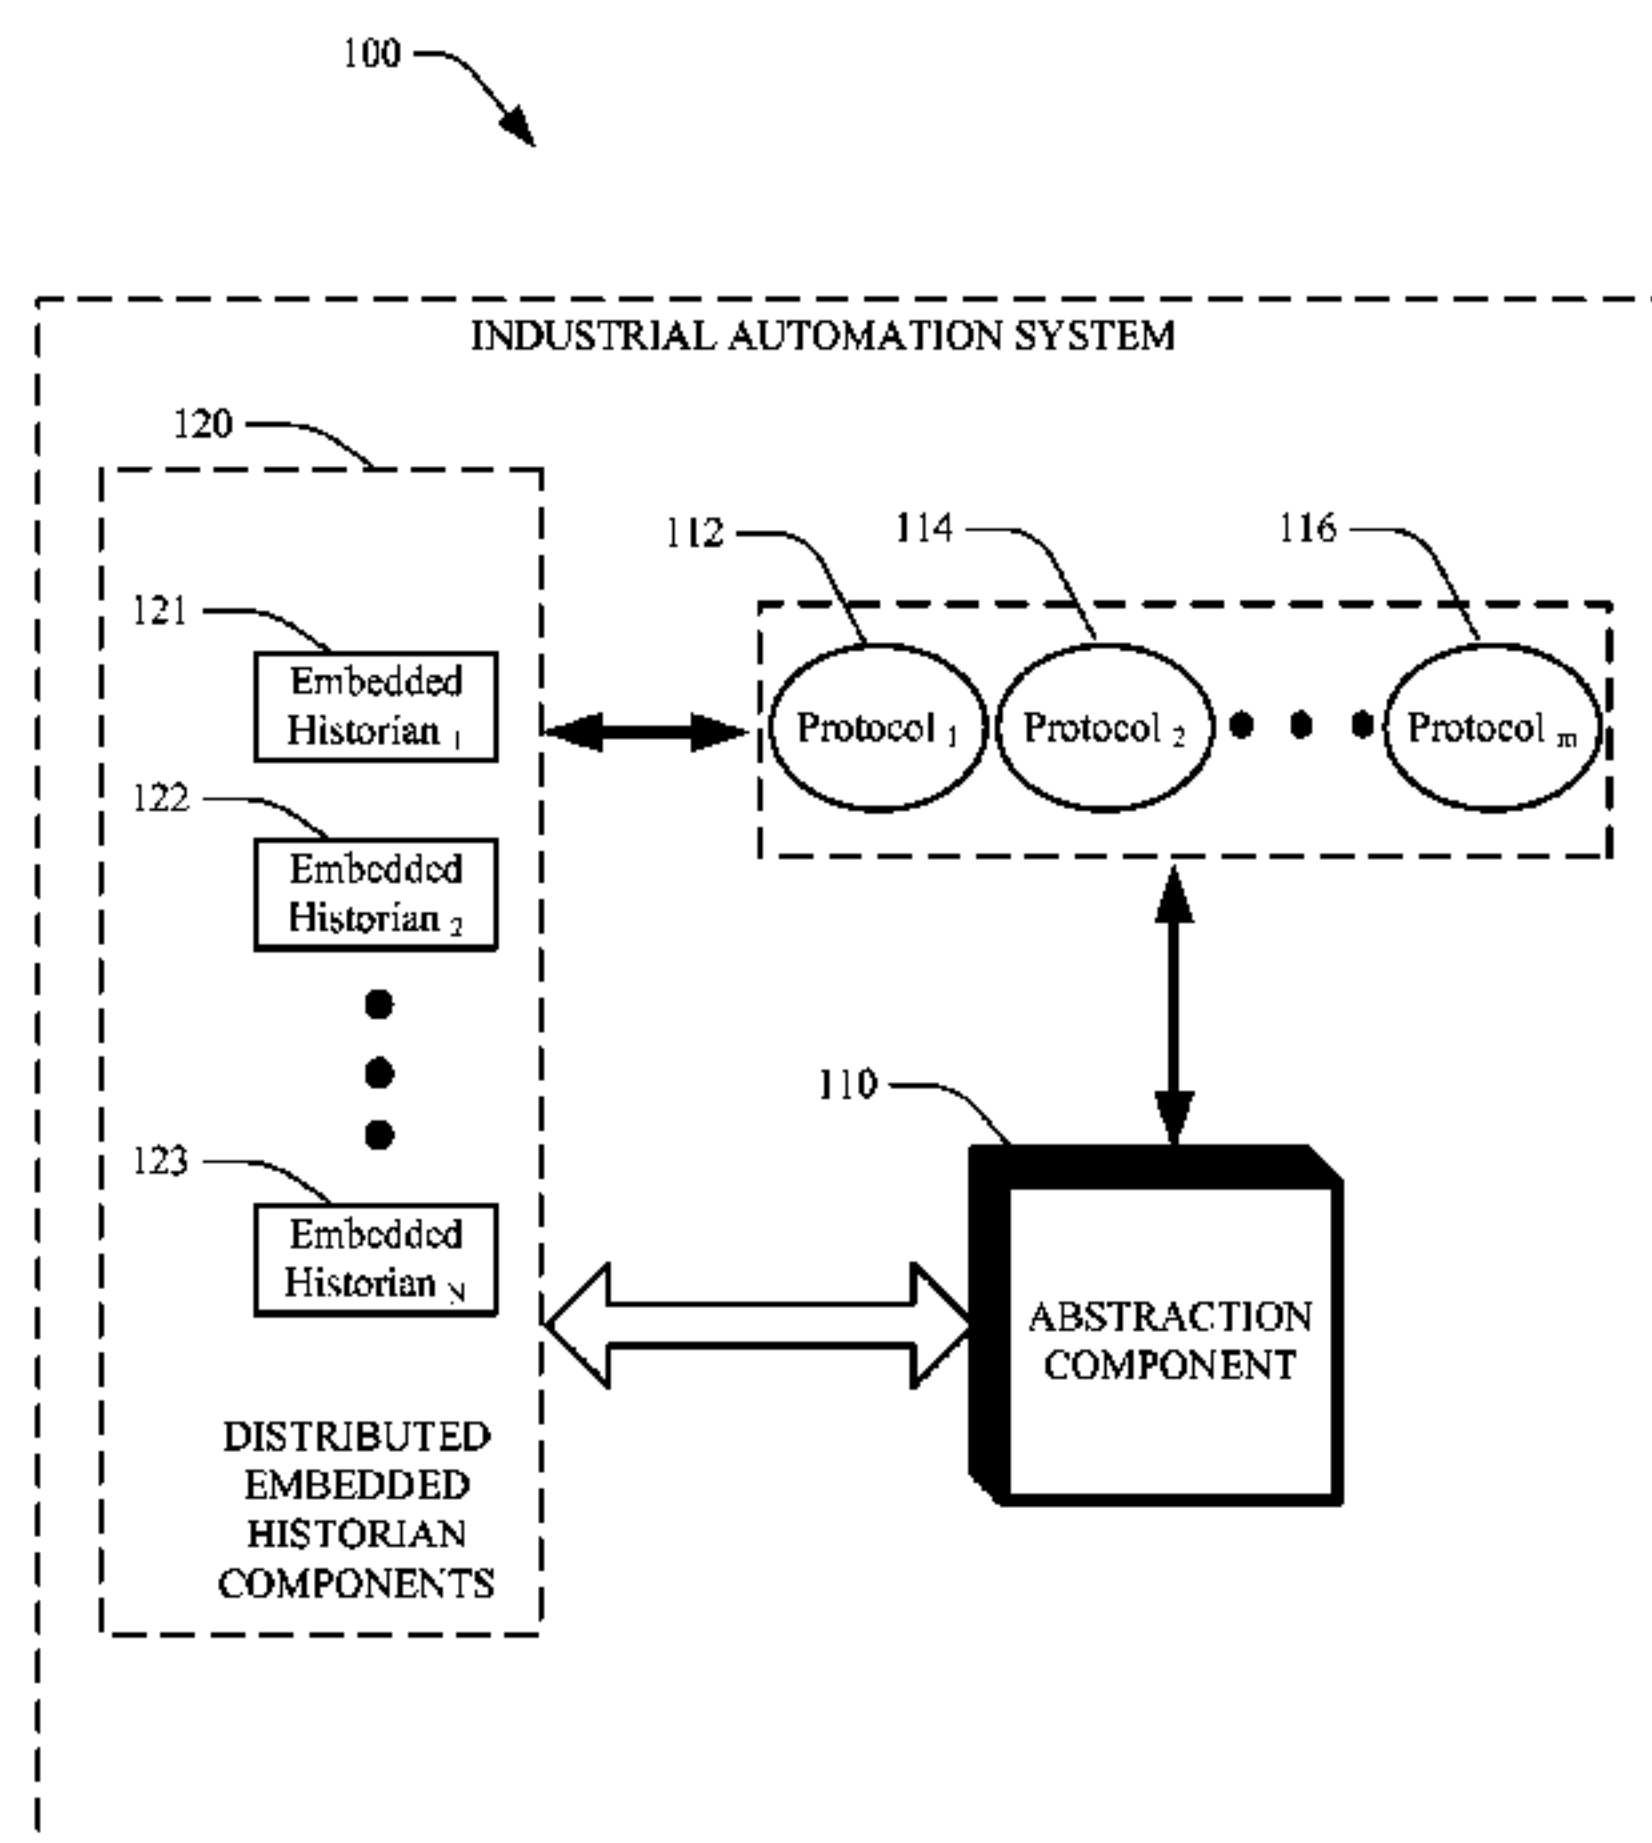 100
INDUSTRIAL AUTOMATION SYSTEM
120
112
114
116
121
Embedded
Historian 1
Protocol 1
Protocol 2
Protocol m
122
Embedded
Historian 2
110
123
Embedded
Historian N
ABSTRACTION
COMPONENT
DISTRIBUTED
EMBEDDED
HISTORIAN
COMPONENTS